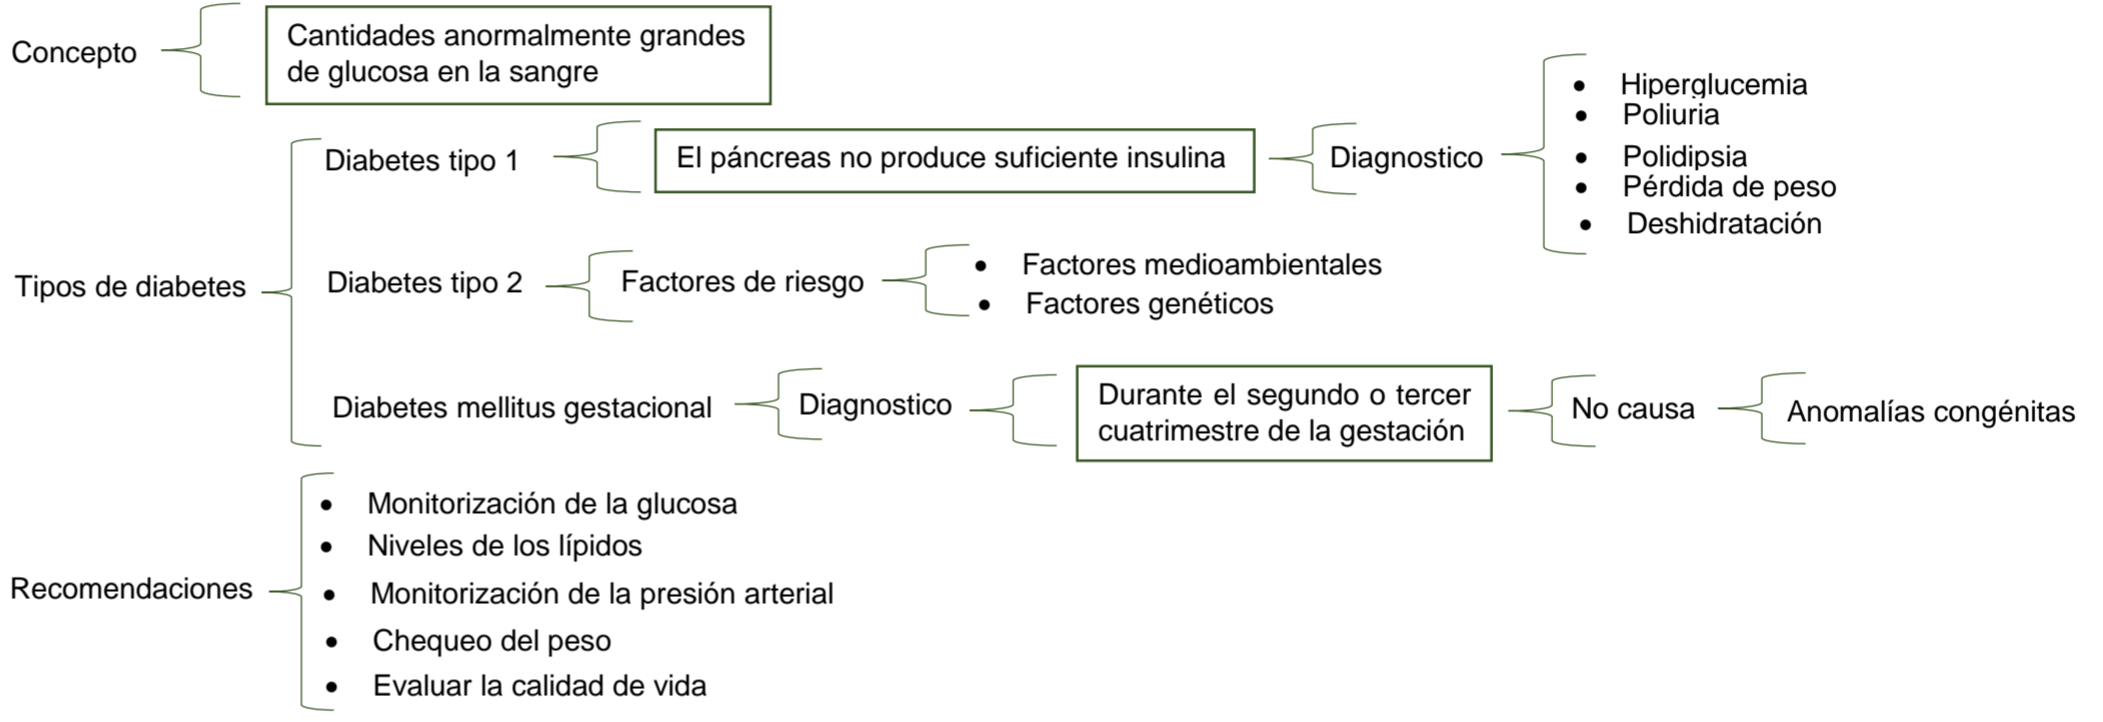 Concepto
Cantidades anormalmente grandes
de glucosa en la sangre
Tipos de diabetes
Diabetes tipo 1
El páncreas no produce suficiente insulina
Diagnostico
• Hiperglucemia
• Poliuria
• Polidipsia
• Pérdida de peso
• Deshidratación
Diabetes tipo 2
Factores de riesgo
• Factores medioambientales
• Factores genéticos
Diabetes mellitus gestacional
Diagnostico
Durante el segundo o tercer
cuatrimestre de la gestación
No causa
Anomalías congénitas
Recomendaciones
• Monitorización de la glucosa
• Niveles de los lípidos
• Monitorización de la presión arterial
• Chequeo del peso
• Evaluar la calidad de vida